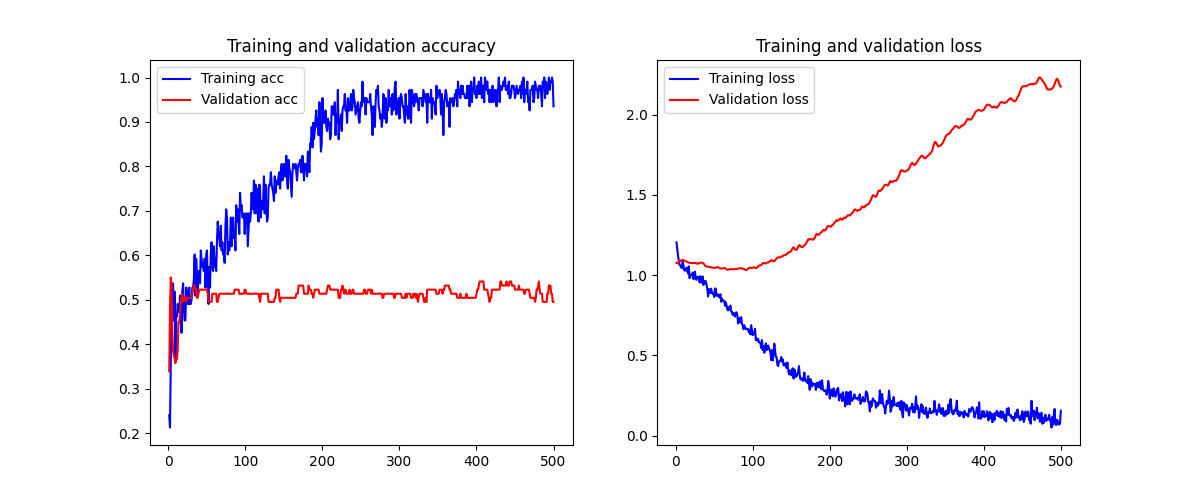 Training and validation accuracy
Training acc
Validation acc
1.0
0.9
0.8
0.7
0.6
0.5
0.4
0.3
0.2
0 100 200 300 400 500
Training and validation loss
Training loss
Validation loss
2.0
1.5
1.0
0.5
0.0
0 100 200 300 400 500